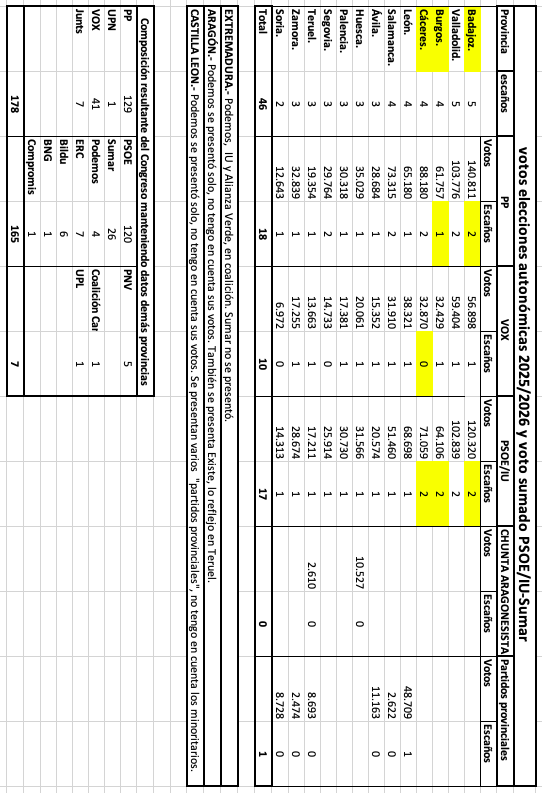 votos elecciones autonómicas 2025/2026 y voto sumado PSOE/IU-Sumar
Provincia escaños PP VOX PSOE/IU CHUNTA ARAGONESISTA Partidos provinciales
Votos Escaños Votos Escaños Votos Escaños Votos Escaños Votos Escaños
Badajoz. 5 140.811 2 56.898 1 120.320 2
Valladolid. 5 103.776 2 59.404 1 102.839 2
Burgos. 4 61.757 1 32.429 1 64.106 2
Cáceres. 4 88.180 2 32.870 0 71.059 2
León. 4 65.180 1 38.321 1 68.698 1 48.709 1
Salamanca. 4 73.315 2 31.910 1 51.460 1 2.622 0
Ávila. 3 28.684 1 15.352 1 20.574 1 11.163 0
Huesca. 3 35.029 1 20.061 1 31.566 1 10.527 0
Palencia. 3 30.318 1 17.381 1 30.730 1
Segovia. 3 29.764 2 14.733 0 25.914 1
Teruel. 3 19.354 1 13.663 1 17.211 1 2.610 0 8.693 0
Zamora. 3 32.839 1 17.255 1 28.674 1 2.474 0
Soria. 2 12.643 1 6.972 0 14.313 1 8.728 0
Total 46 18 10 17 0 1
EXTREMADURA.- Podemos, IU y Alianza Verde, en coalición. Sumar no se presentó.
ARAGÓN.- Podemos se presentó solo, no tengo en cuenta sus votos. También se presenta Existe, lo reflejo en Teruel.
CASTILLA LEON.- Podemos se presentó solo, no tengo en cuenta sus votos. Se presentan varios "partidos provinciales", no tengo en cuenta los minoritarios.
Composición resultante del Congreso manteniendo datos demás provincias
PP 129 PSOE 120 PNV 5
UPN 1 Sumar 26
VOX 41 Podemos 4 Coalición Car 1
Junts 7 ERC 7 UPL 1
Bildu 6
BNG 1
Compromis 1
178 165 7